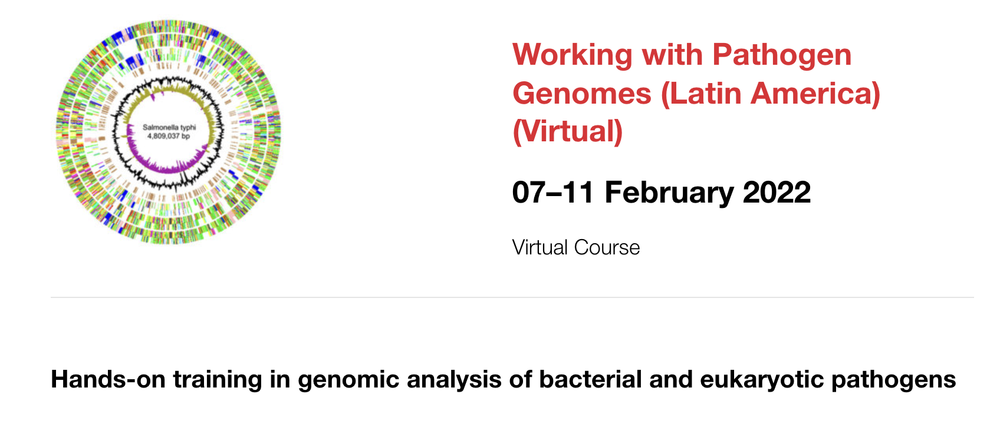 Salmonella typhi
4,809,037 bp
Working with Pathogen
Genomes (Latin America)
(Virtual)
07–11 February 2022
Virtual Course
Hands-on training in genomic analysis of bacterial and eukaryotic pathogens